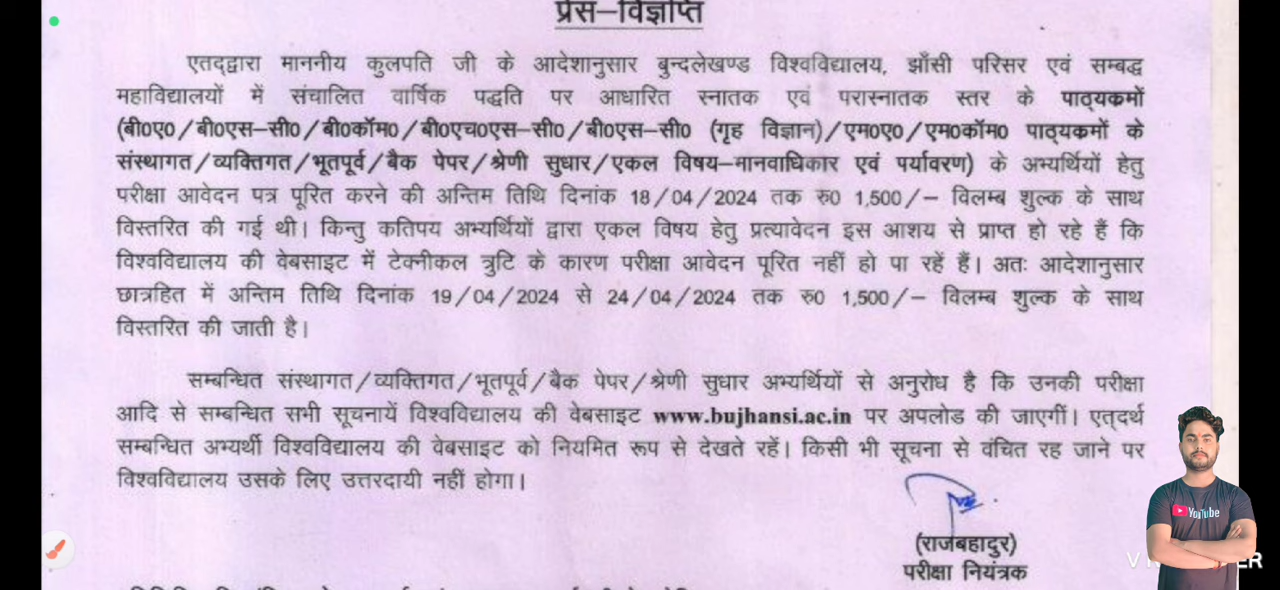 प्रेस–विज्ञप्ति
एतद्द्वारा माननीय कुलपति जी के आदेशानुसार बुन्देलखण्ड विश्वविद्यालय, झाँसी परिसर एवं सम्बद्ध
महाविद्यालयों में संचालित वार्षिक पद्धति पर आधारित स्नातक एवं परास्नातक स्तर के पाठ्यकमों
(बी0ए0/बी0एस–सी0/बी0कॉम0/बी0एच0एस–सी0/बी0एस–सी0 (गृह विज्ञान)/एम0ए0/एम0कॉम0 पाठ्यकमों के
संस्थागत/व्यक्तिगत/भूतपूर्व/बैक पेपर/श्रेणी सुधार/एकल विषय–मानवाधिकार एवं पर्यावरण) के अभ्यर्थियों हेतु
परीक्षा आवेदन पत्र पूरित करने की अन्तिम तिथि दिनांक 18/04/2024 तक रु0 1,500/– विलम्ब शुल्क के साथ
विस्तरित की गई थी। किन्तु कतिपय अभ्यर्थियों द्वारा एकल विषय हेतु प्रत्यावेदन इस आशय से प्राप्त हो रहे हैं कि
विश्वविद्यालय की वेबसाइट में टेक्नीकल त्रुटि के कारण परीक्षा आवेदन पूरित नहीं हो पा रहें हैं। अतः आदेशानुसार
छात्रहित में अन्तिम तिथि दिनांक 19/04/2024 से 24/04/2024 तक रु0 1,500/– विलम्ब शुल्क के साथ
विस्तरित की जाती है।
सम्बन्धित संस्थागत/व्यक्तिगत/भूतपूर्व/बैक पेपर/श्रेणी सुधार अभ्यर्थियों से अनुरोध है कि उनकी परीक्षा
आदि से सम्बन्धित सभी सूचनायें विश्वविद्यालय की वेबसाइट www.bujhansi.ac.in पर अपलोड की जाएगीं। एत्दर्थ
सम्बन्धित अभ्यर्थी विश्वविद्यालय की वेबसाइट को नियमित रूप से देखते रहें। किसी भी सूचना से वंचित रह जाने पर
विश्वविद्यालय उसके लिए उत्तरदायी नहीं होगा।
(राजबहादुर)
परीक्षा नियंत्रक
YouTube